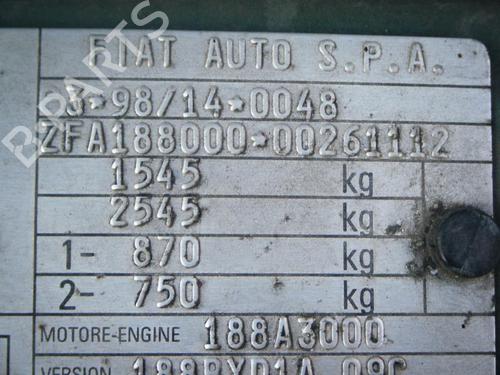 FIAT AUTO S.P.A.
*98/14*0048
ZFA188000*00261112
1545 kg
2545 kg
1- 870 kg
2- 750 kg
MOTORE-ENGINE 188A3000
VERSION
B PARTS